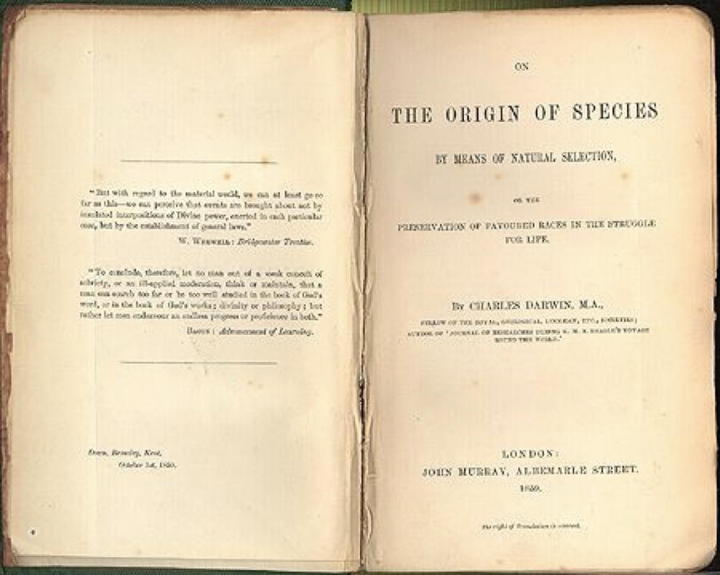 "But with regard to the material world, we can at least go so
far as this—we can perceive that events are brought about not by
insulated interpositions of Divine power, exerted in each particular
case, but by the establishment of general laws."
W. WHEWELL: Bridgewater Treatise.
"To conclude, therefore, let no man out of a weak conceit of
sobriety, or an ill-applied moderation, think or maintain, that a
man can search too far or be too well studied in the book of God's
word, or in the book of God's works; divinity or philosophy; but
rather let men endeavour an endless progress or proficience in both."
BACON: Advancement of Learning.
Down, Bromley, Kent,
October 1st, 1859.
ON
THE ORIGIN OF SPECIES
BY MEANS OF NATURAL SELECTION,
OR THE
PRESERVATION OF FAVOURED RACES IN THE STRUGGLE
FOR LIFE.
BY CHARLES DARWIN, M.A.,
FELLOW OF THE ROYAL, GEOLOGICAL, LINNÆAN, ETC., SOCIETIES;
AUTHOR OF 'JOURNAL OF RESEARCHES DURING H. M. S. BEAGLE'S VOYAGE
ROUND THE WORLD.'
LONDON:
JOHN MURRAY, ALBEMARLE STREET.
1859.
The right of Translation is reserved.